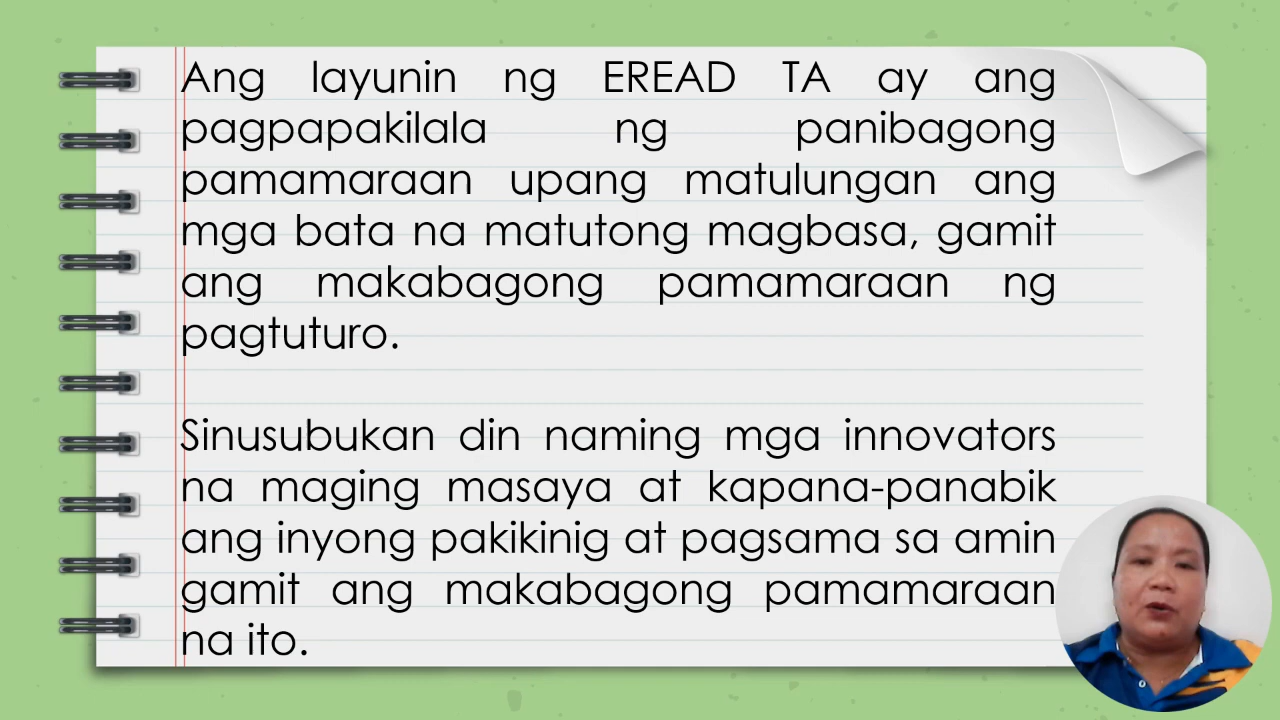 Ang layunin ng EREAD TA ay ang
pagpapakilala ng panibagong
pamamaraan upang matulungan ang
mga bata na matutong magbasa, gamit
ang makabagong pamamaraan ng
pagtuturo.
Sinusubukan din naming mga innovators
na maging masaya at kapana-panabik
ang inyong pakikinig at pagsama sa amin
gamit ang makabagong pamamaraan
na ito.